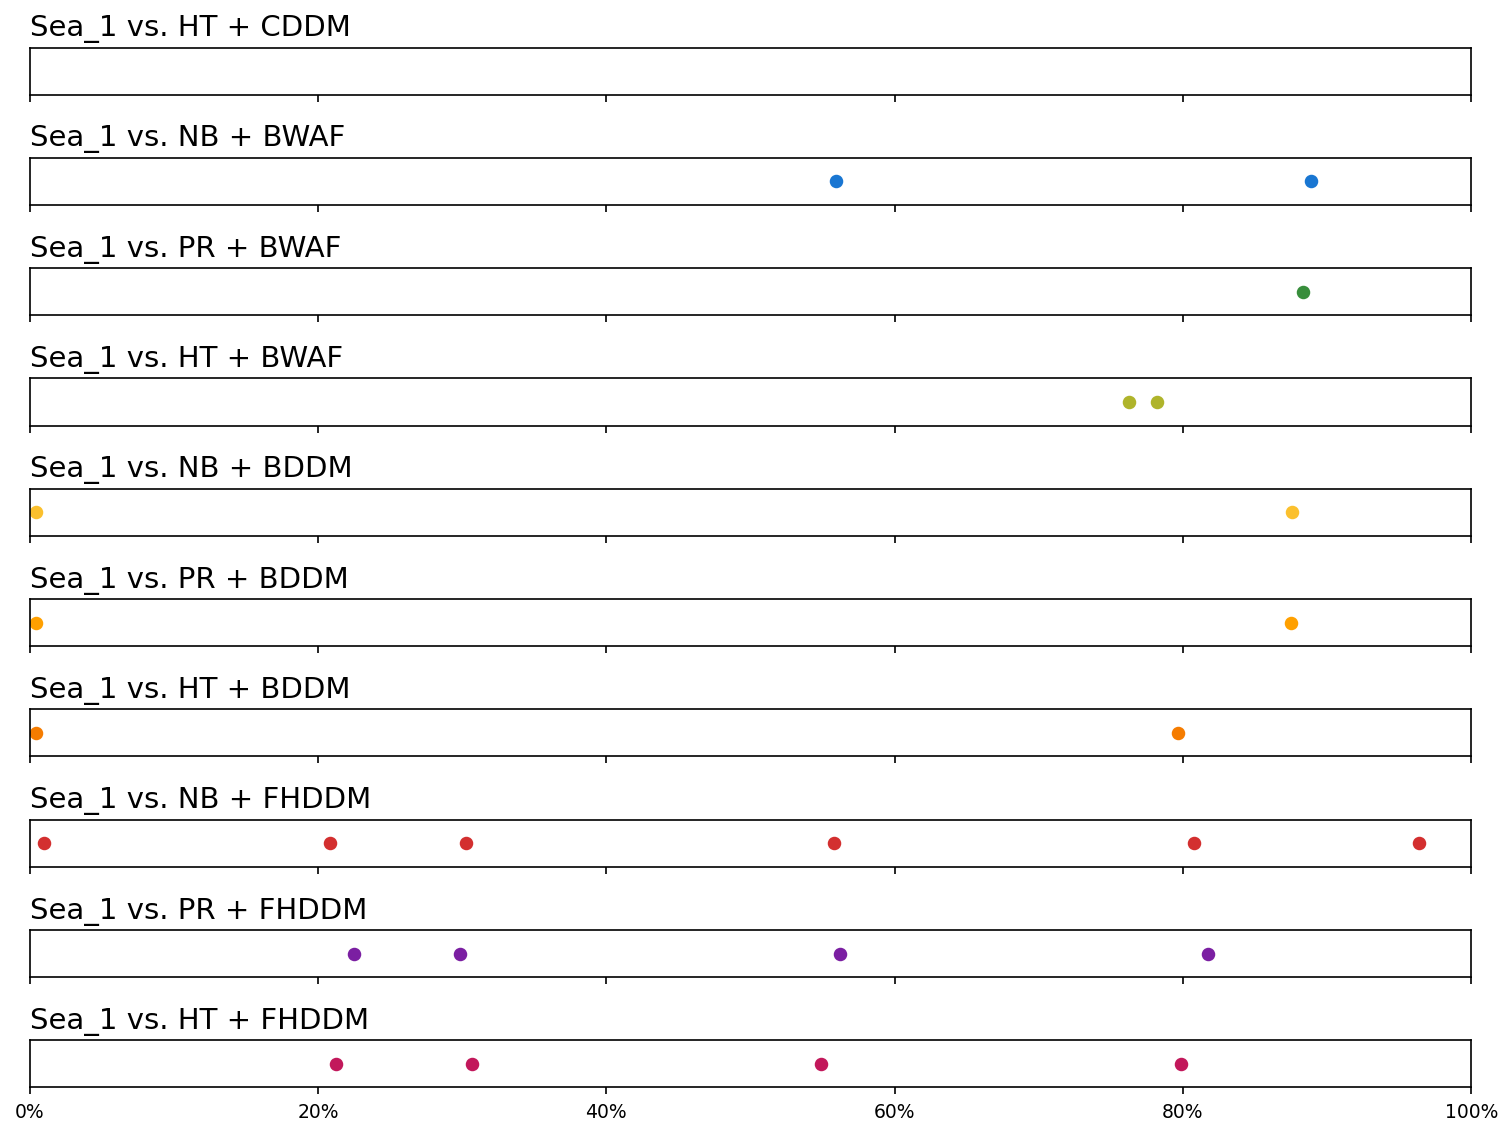 Sea_1 vs. HT + CDDM
Sea_1 vs. NB + BWAF
Sea_1 vs. PR + BWAF
Sea_1 vs. HT + BWAF
Sea_1 vs. NB + BDDM
Sea_1 vs. PR + BDDM
Sea_1 vs. HT + BDDM
Sea_1 vs. NB + FHDDM
Sea_1 vs. PR + FHDDM
Sea_1 vs. HT + FHDDM
0% 20% 40% 60% 80% 100%